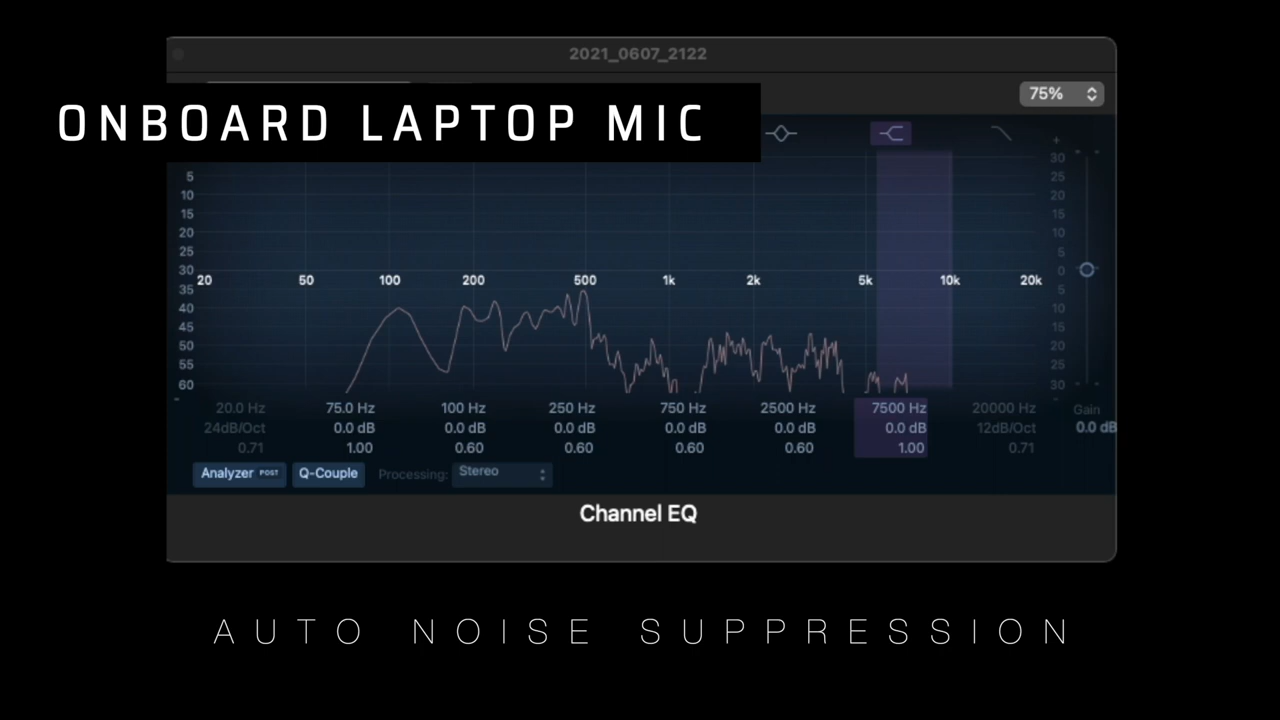 2021_0607_2122
75%
ONBOARD LAPTOP MIC
+
5 30
10 25
15 20
20 15
25 10
30 5
20 50 100 200 500 1k 2k 5k 10k 20k 0
35 5
40 10
45 15
50 20
55 25
60 30
- -
20.0 Hz 75.0 Hz 100 Hz 250 Hz 750 Hz 2500 Hz 7500 Hz 20000 Hz Gain
24dB/Oct 0.0 dB 0.0 dB 0.0 dB 0.0 dB 0.0 dB 0.0 dB 12dB/Oct 0.0 dB
0.71 1.00 0.60 0.60 0.60 0.60 1.00 0.71
Analyzer POST Q-Couple Processing: Stereo
Channel EQ
AUTO NOISE SUPPRESSION